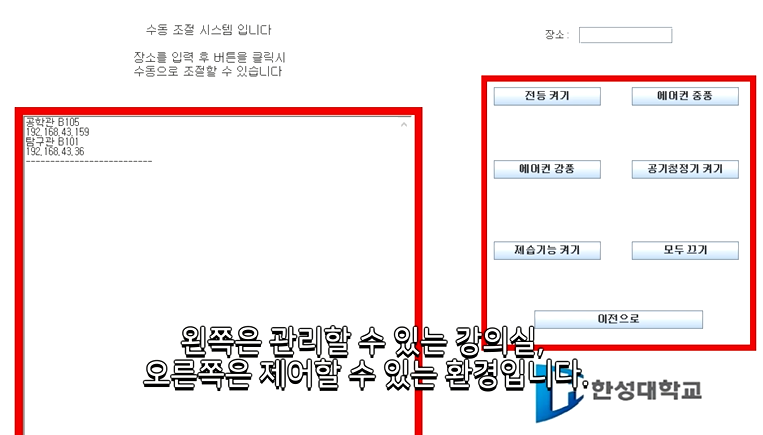 수동 조절 시스템 입니다
장소를 입력 후 버튼을 클릭시
수동으로 조절할 수 있습니다
공학관 B105
192.168.43.159
탐구관 B101
192.168.43.36
--------------------------
장소 :
전등 켜기
에어컨 중풍
에어컨 강풍
공기청정기 켜기
제습기능 켜기
모두 끄기
이전으로
왼쪽은 관리할 수 있는 강의실,
오른쪽은 제어할 수 있는 환경입니다.
한성대학교